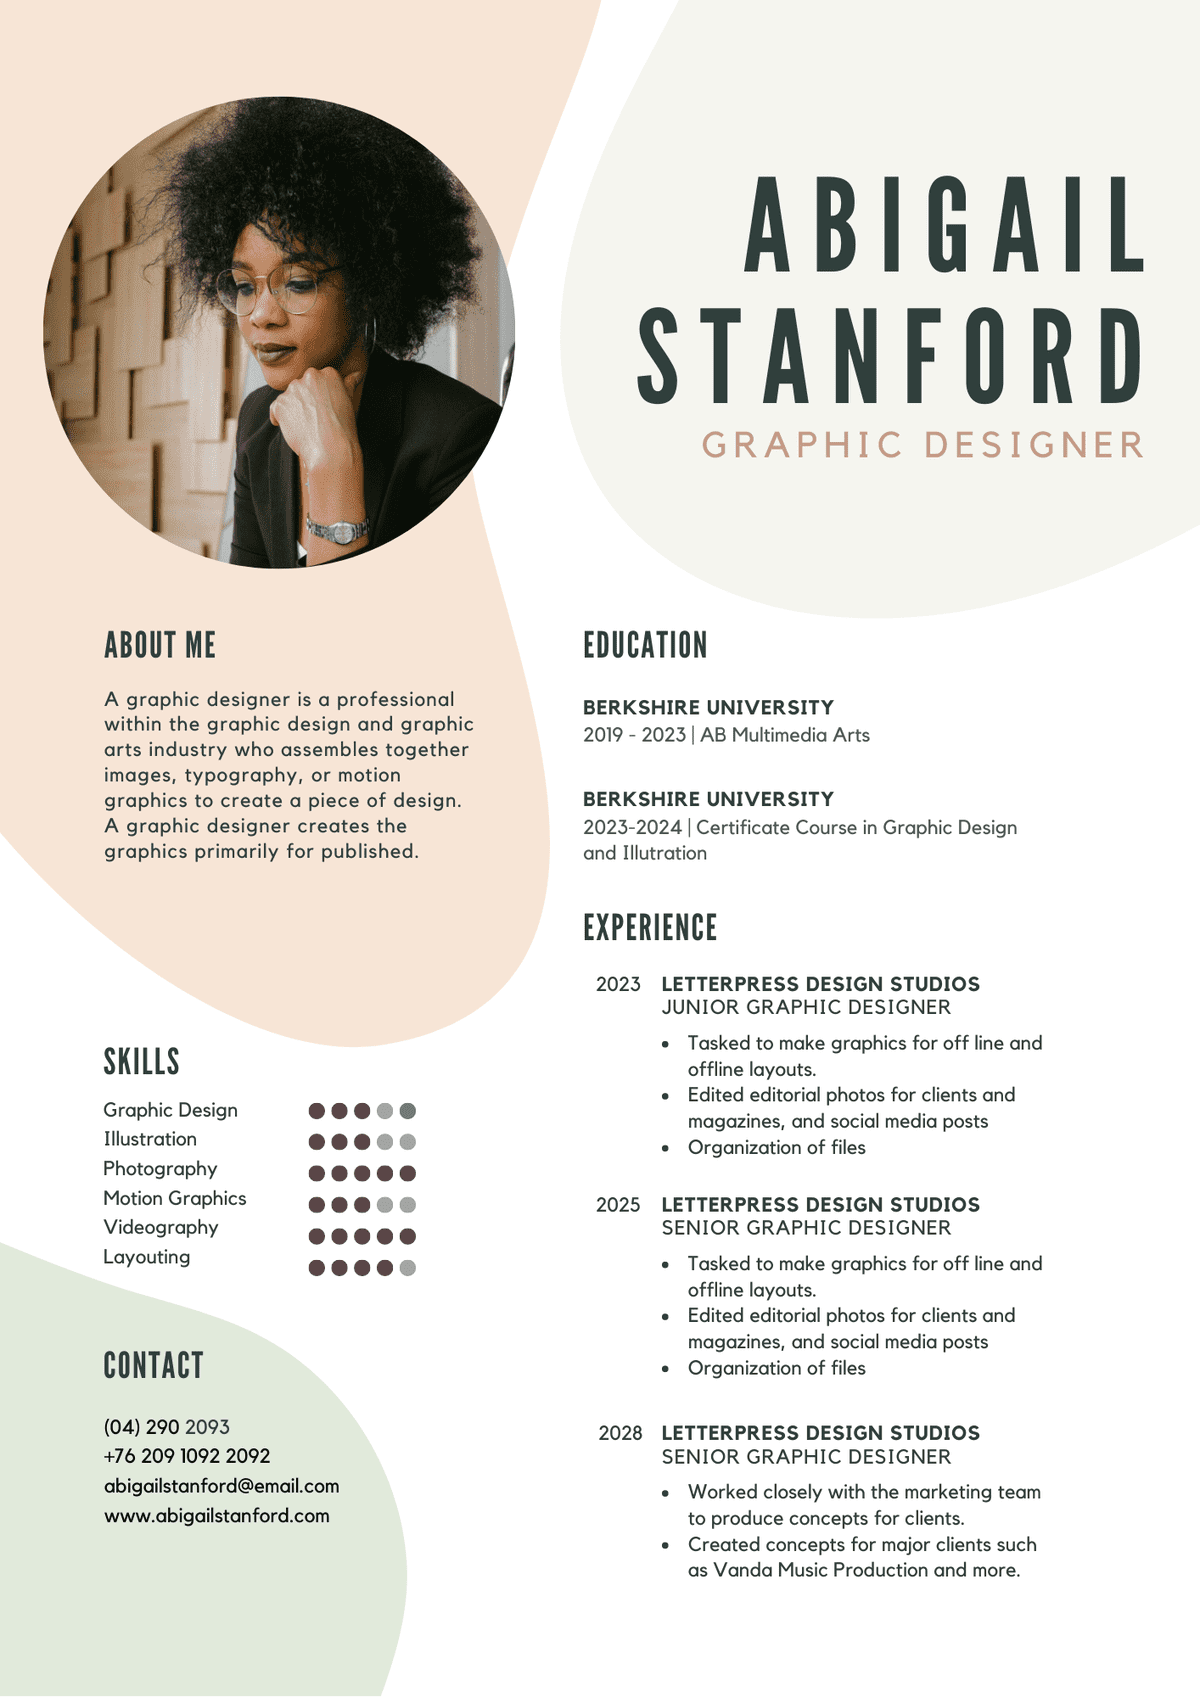 ABIGAIL
STANFORD
GRAPHIC DESIGNER
ABOUT ME
A graphic designer is a professional
within the graphic design and graphic
arts industry who assembles together
images, typography, or motion
graphics to create a piece of design.
A graphic designer creates the
graphics primarily for published.
SKILLS
Graphic Design
Illustration
Photography
Motion Graphics
Videography
Layouting
CONTACT
(04) 290 2093
+76 209 1092 2092
abigailstanford@email.com
www.abigailstanford.com
EDUCATION
BERKSHIRE UNIVERSITY
2019 - 2023 | AB Multimedia Arts
BERKSHIRE UNIVERSITY
2023-2024 | Certificate Course in Graphic Design
and Illutration
EXPERIENCE
2023 LETTERPRESS DESIGN STUDIOS
JUNIOR GRAPHIC DESIGNER
• Tasked to make graphics for off line and
offline layouts.
• Edited editorial photos for clients and
magazines, and social media posts
• Organization of files
2025 LETTERPRESS DESIGN STUDIOS
SENIOR GRAPHIC DESIGNER
• Tasked to make graphics for off line and
offline layouts.
• Edited editorial photos for clients and
magazines, and social media posts
• Organization of files
2028 LETTERPRESS DESIGN STUDIOS
SENIOR GRAPHIC DESIGNER
• Worked closely with the marketing team
to produce concepts for clients.
• Created concepts for major clients such
as Vanda Music Production and more.